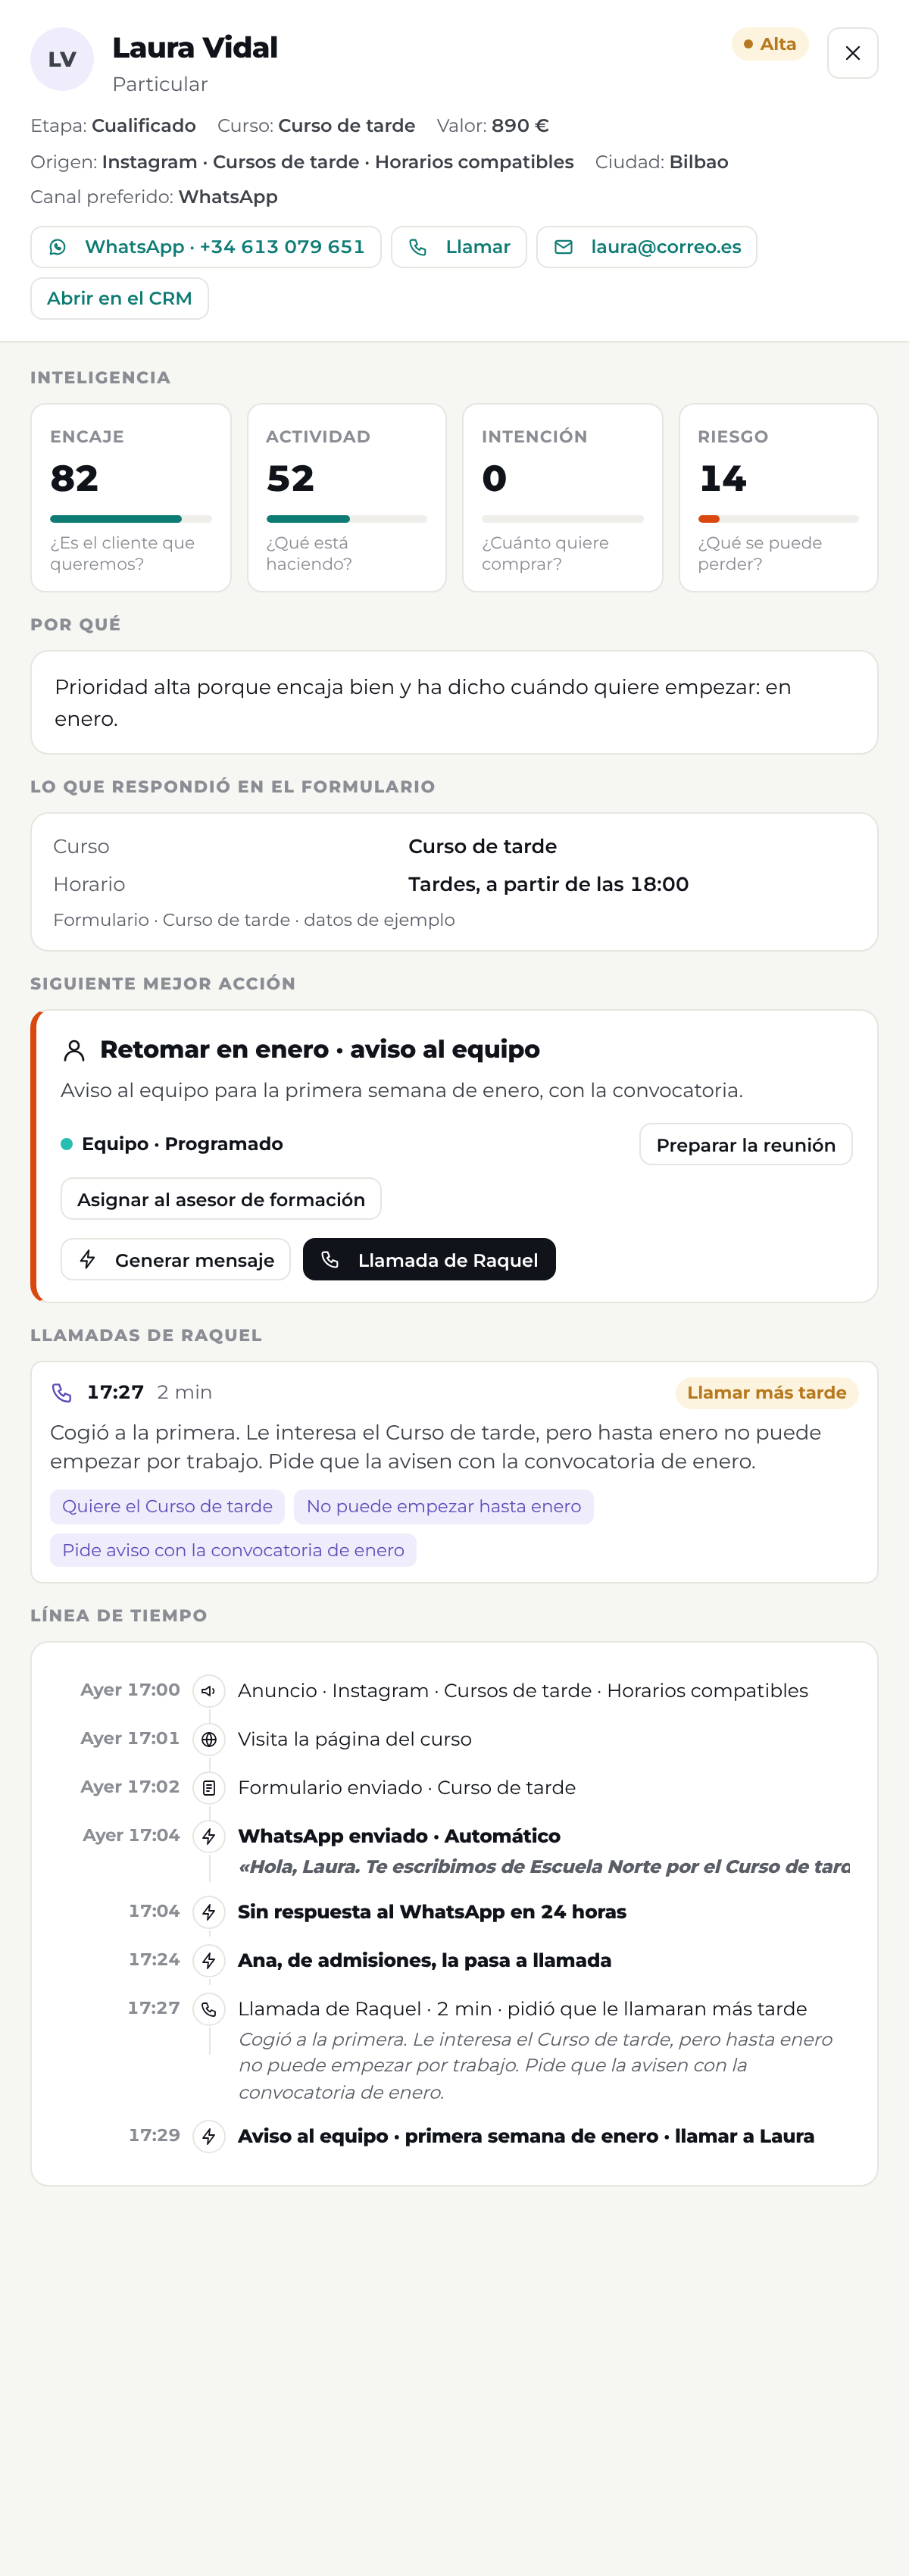 LV
Laura Vidal
Particular
Alta
Etapa: Cualificado Curso: Curso de tarde Valor: 890 €
Origen: Instagram · Cursos de tarde · Horarios compatibles Ciudad: Bilbao
Canal preferido: WhatsApp
WhatsApp · +34 613 079 651 Llamar laura@correo.es
Abrir en el CRM
INTELIGENCIA
ENCAJE
82
¿Es el cliente que
queremos?
ACTIVIDAD
52
¿Qué está
haciendo?
INTENCIÓN
0
¿Cuánto quiere
comprar?
RIESGO
14
¿Qué se puede
perder?
POR QUÉ
Prioridad alta porque encaja bien y ha dicho cuándo quiere empezar: en
enero.
LO QUE RESPONDIÓ EN EL FORMULARIO
Curso Curso de tarde
Horario Tardes, a partir de las 18:00
Formulario · Curso de tarde · datos de ejemplo
SIGUIENTE MEJOR ACCIÓN
Retomar en enero · aviso al equipo
Aviso al equipo para la primera semana de enero, con la convocatoria.
Equipo · Programado Preparar la reunión
Asignar al asesor de formación
Generar mensaje Llamada de Raquel
LLAMADAS DE RAQUEL
17:27 2 min Llamar más tarde
Cogió a la primera. Le interesa el Curso de tarde, pero hasta enero no puede
empezar por trabajo. Pide que la avisen con la convocatoria de enero.
Quiere el Curso de tarde No puede empezar hasta enero
Pide aviso con la convocatoria de enero
LÍNEA DE TIEMPO
Ayer 17:00 Anuncio · Instagram · Cursos de tarde · Horarios compatibles
Ayer 17:01 Visita la página del curso
Ayer 17:02 Formulario enviado · Curso de tarde
Ayer 17:04 WhatsApp enviado · Automático
«Hola, Laura. Te escribimos de Escuela Norte por el Curso de tard
17:04 Sin respuesta al WhatsApp en 24 horas
17:24 Ana, de admisiones, la pasa a llamada
17:27 Llamada de Raquel · 2 min · pidió que le llamaran más tarde
Cogió a la primera. Le interesa el Curso de tarde, pero hasta enero
no puede empezar por trabajo. Pide que la avisen con la
convocatoria de enero.
17:29 Aviso al equipo · primera semana de enero · llamar a Laura